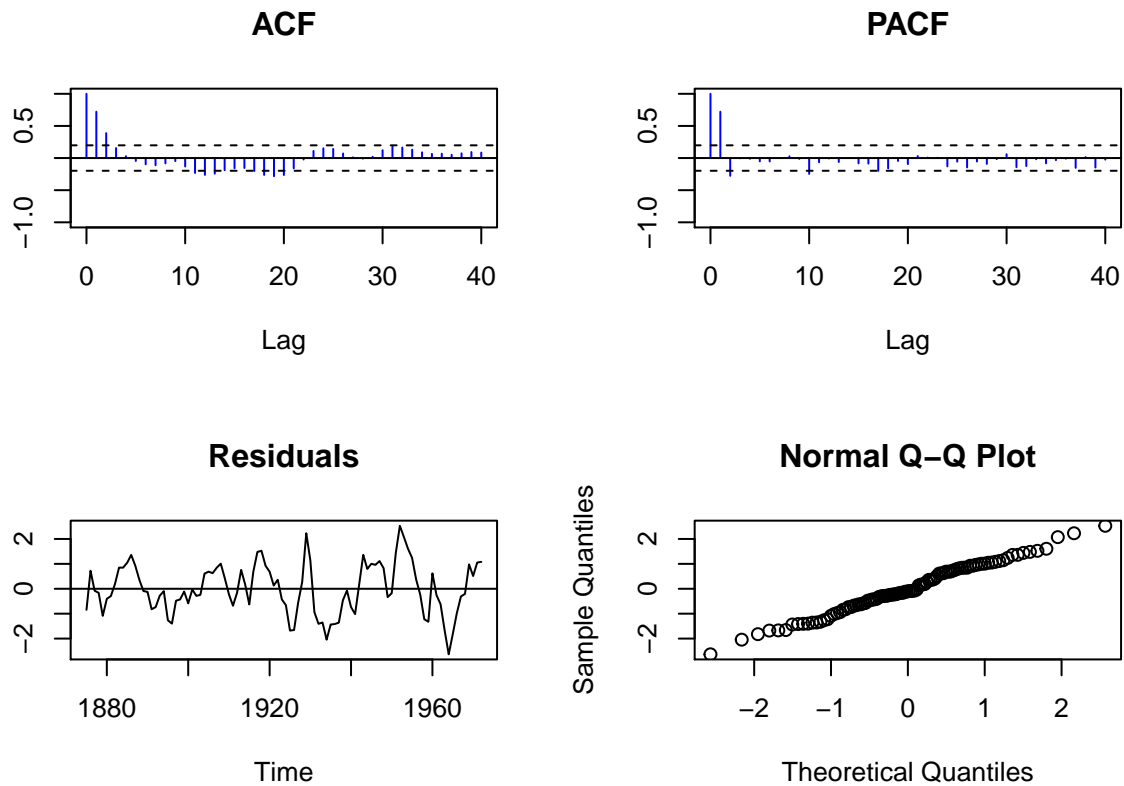 ACF
0.5
−1.0
0 10 20 30 40
Lag
PACF
0.5
−1.0
0 10 20 30 40
Lag
Residuals
2
0
−2
1880 1920 1960
Time
Normal Q−Q Plot
Sample Quantiles
2
0
−2
−2 −1 0 1 2
Theoretical Quantiles